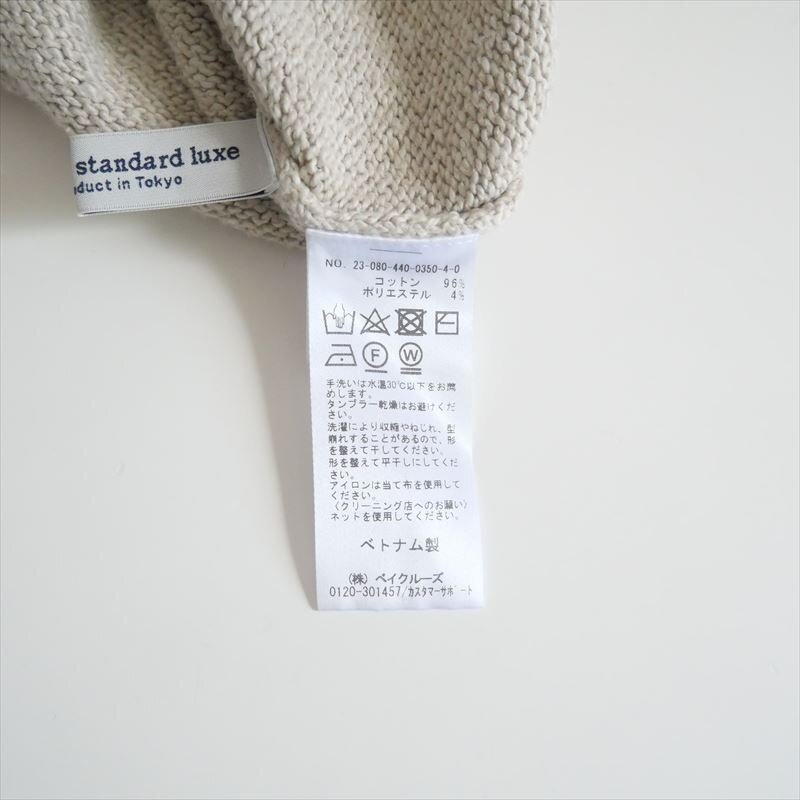 standard luxe
duct in Tokyo
NO. 23-080-440-0350-4-0
コットン 96%
ポリエステル 4%
F W
手洗いは水温30℃以下をお薦
めします。
タンブラー乾燥はお避けくだ
さい。
洗濯により収縮やねじれ、型
崩れすることがあるので、形
を整えて干してください。
形を整えて平干しにしてくだ
さい。
アイロンは当て布を使用して
ください。
〈クリーニング店へのお願い〉
ネットを使用してください。
ベトナム製
(株) ベイクルーズ
0120-301457/カスタマーサポート